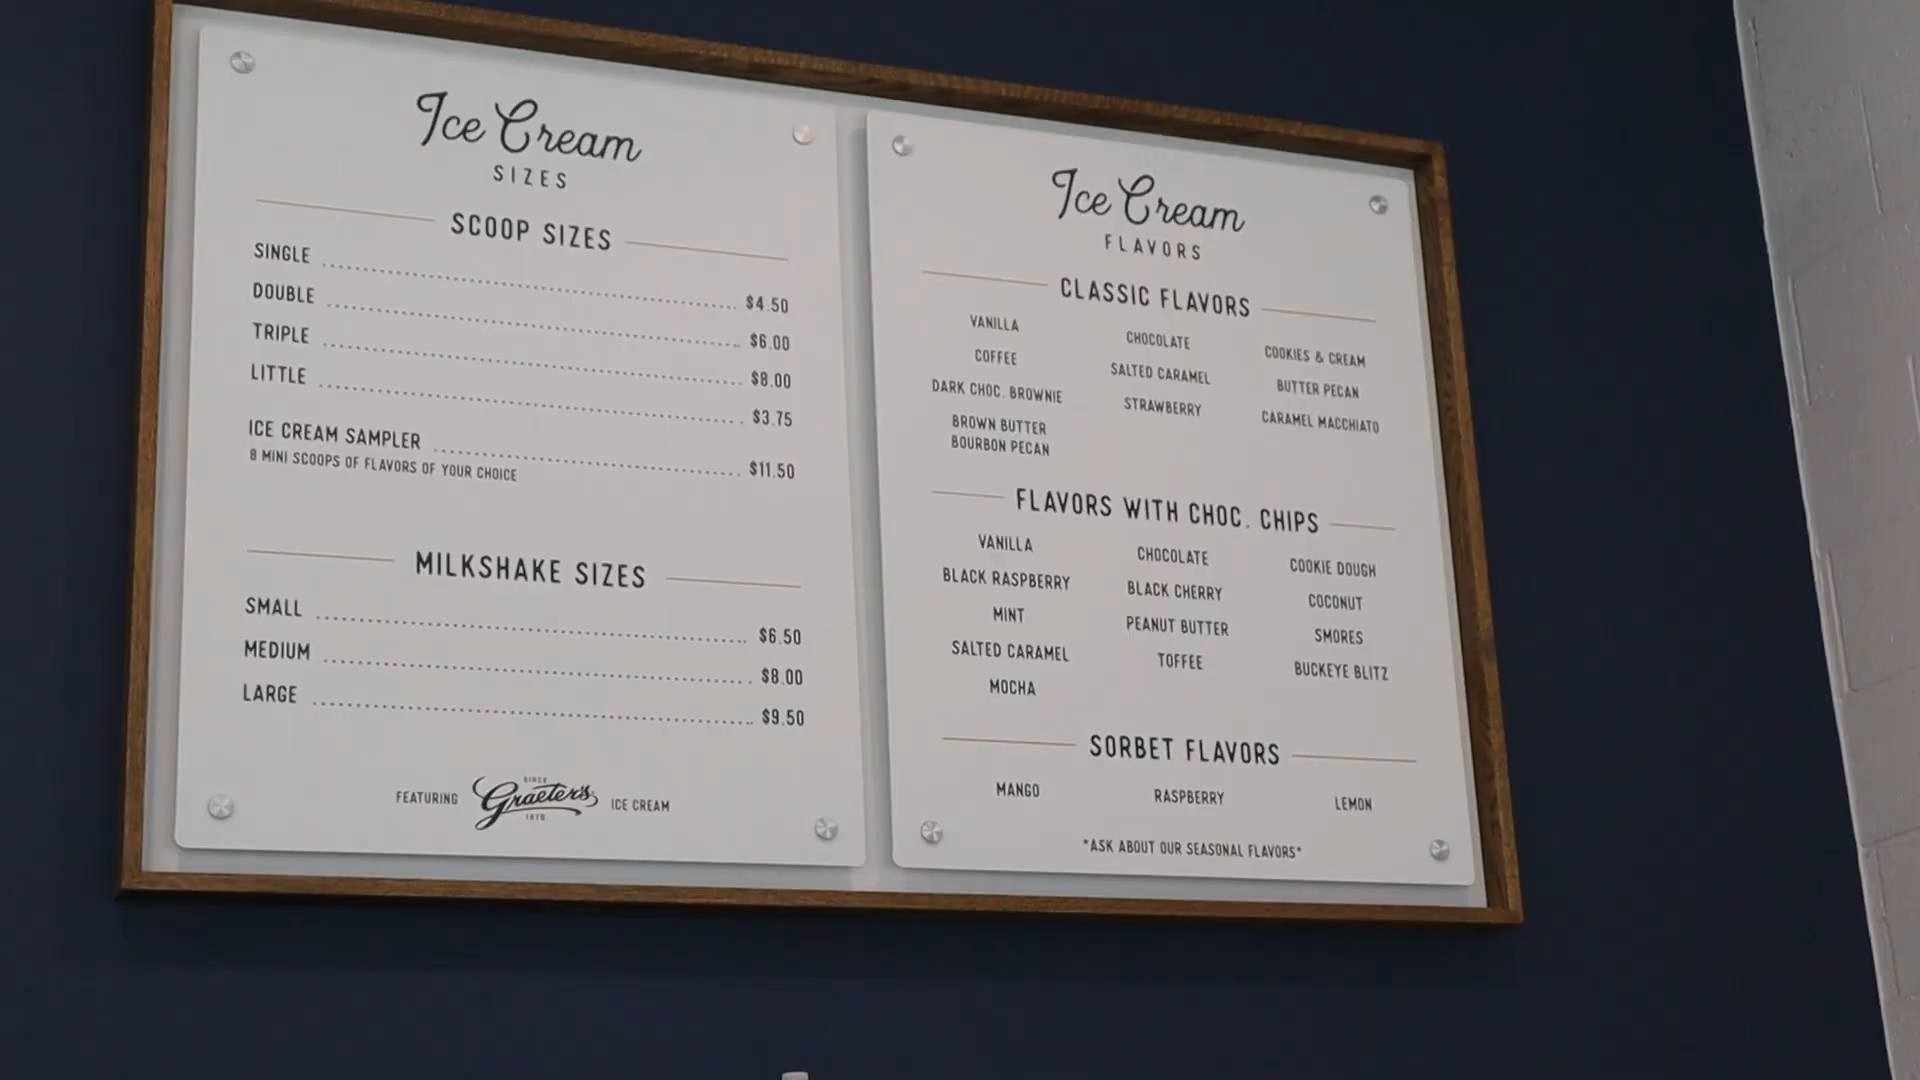 Ice Cream
SIZES
SCOOP SIZES
SINGLE $4.50
DOUBLE $6.00
TRIPLE $8.00
LITTLE $3.75
ICE CREAM SAMPLER $11.50
8 MINI SCOOPS OF FLAVORS OF YOUR CHOICE
MILKSHAKE SIZES
SMALL $6.50
MEDIUM $8.00
LARGE $9.50
SINCE
FEATURING Graeter's ICE CREAM
1870
Ice Cream
FLAVORS
CLASSIC FLAVORS
VANILLA CHOCOLATE COOKIES & CREAM
COFFEE SALTED CARAMEL BUTTER PECAN
DARK CHOC. BROWNIE STRAWBERRY CARAMEL MACCHIATO
BROWN BUTTER
BOURBON PECAN
FLAVORS WITH CHOC. CHIPS
VANILLA CHOCOLATE COOKIE DOUGH
BLACK RASPBERRY BLACK CHERRY COCONUT
MINT PEANUT BUTTER SMORES
SALTED CARAMEL TOFFEE BUCKEYE BLITZ
MOCHA
SORBET FLAVORS
MANGO RASPBERRY LEMON
*ASK ABOUT OUR SEASONAL FLAVORS*